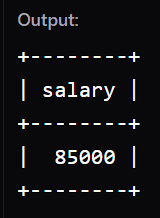 Output:
+--------+
| salary |
+--------+
|  85000 |
+--------+